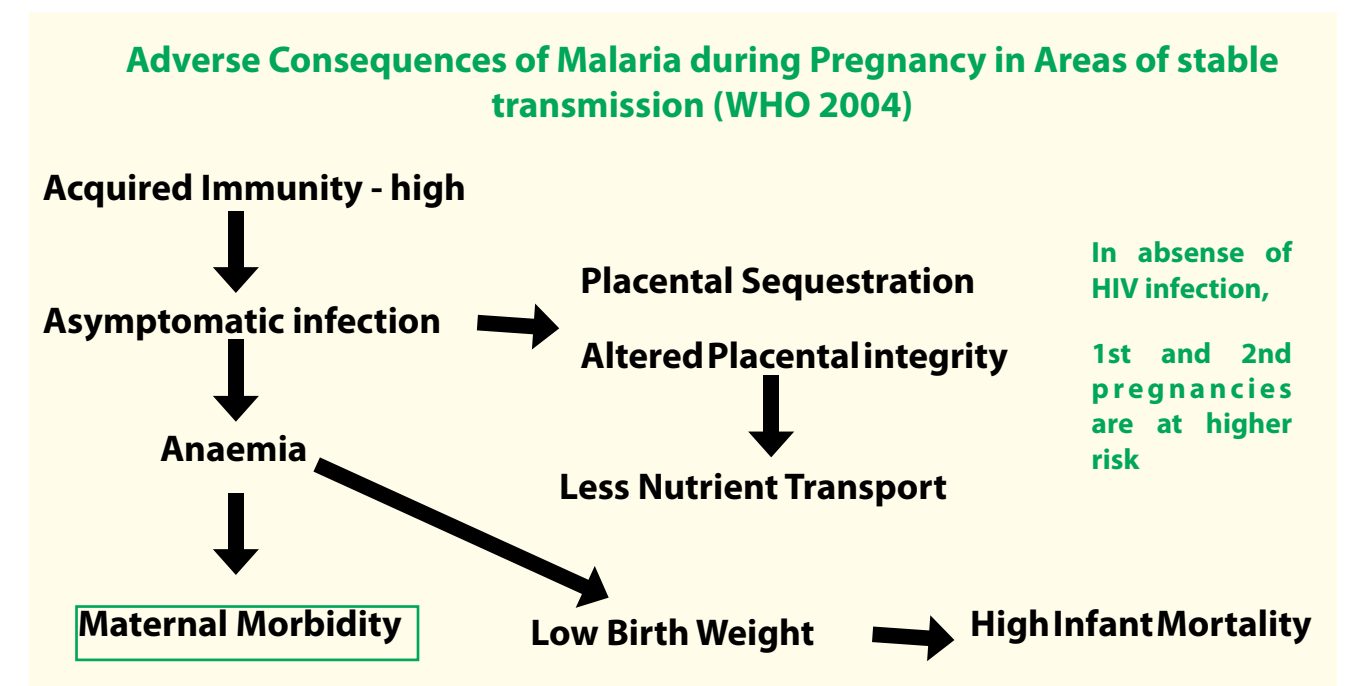 Adverse Consequences of Malaria during Pregnancy in Areas of stable
transmission (WHO 2004)
Acquired Immunity - high
Asymptomatic infection
Placental Sequestration
Altered Placental integrity
Anaemia
Less Nutrient Transport
Maternal Morbidity
Low Birth Weight
High Infant Mortality
In absense of
HIV infection,
1st and 2nd
pregnancies
are at higher
risk